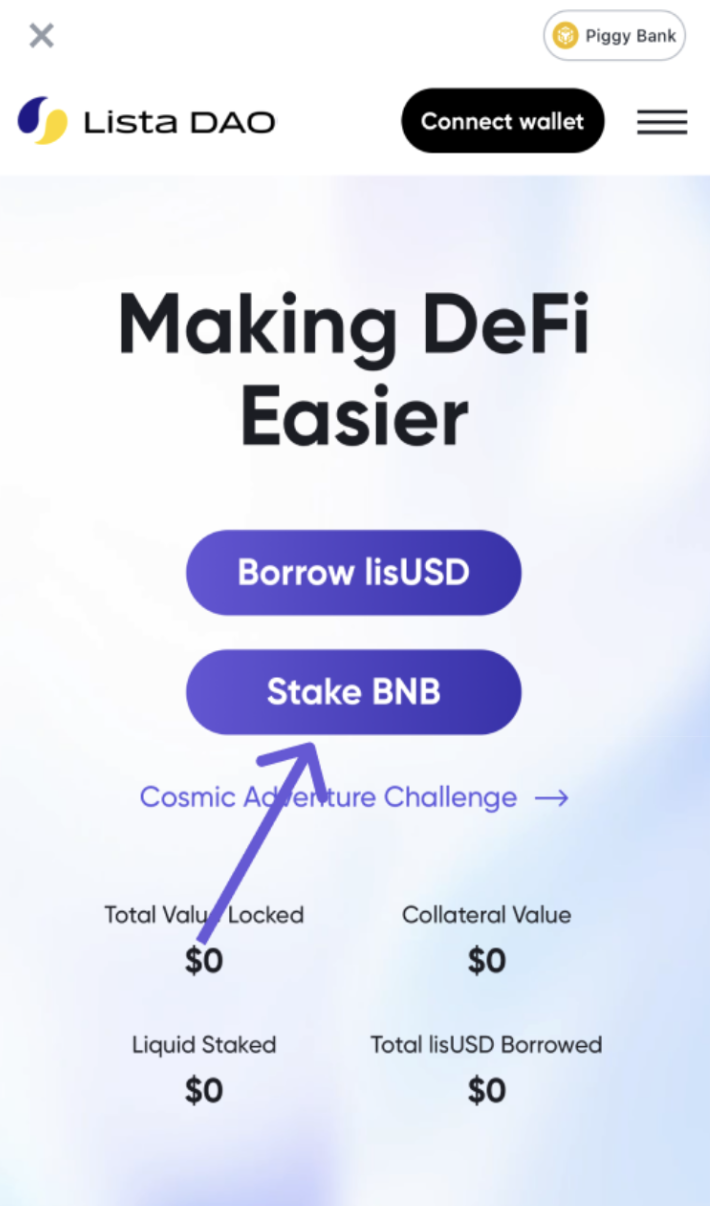 Piggy Bank
Lista DAO
Connect wallet
Making DeFi
Easier
Borrow lisUSD
Stake BNB
Cosmic Adventure Challenge
Total Value Locked
$0
Collateral Value
$0
Liquid Staked
$0
Total lisUSD Borrowed
$0